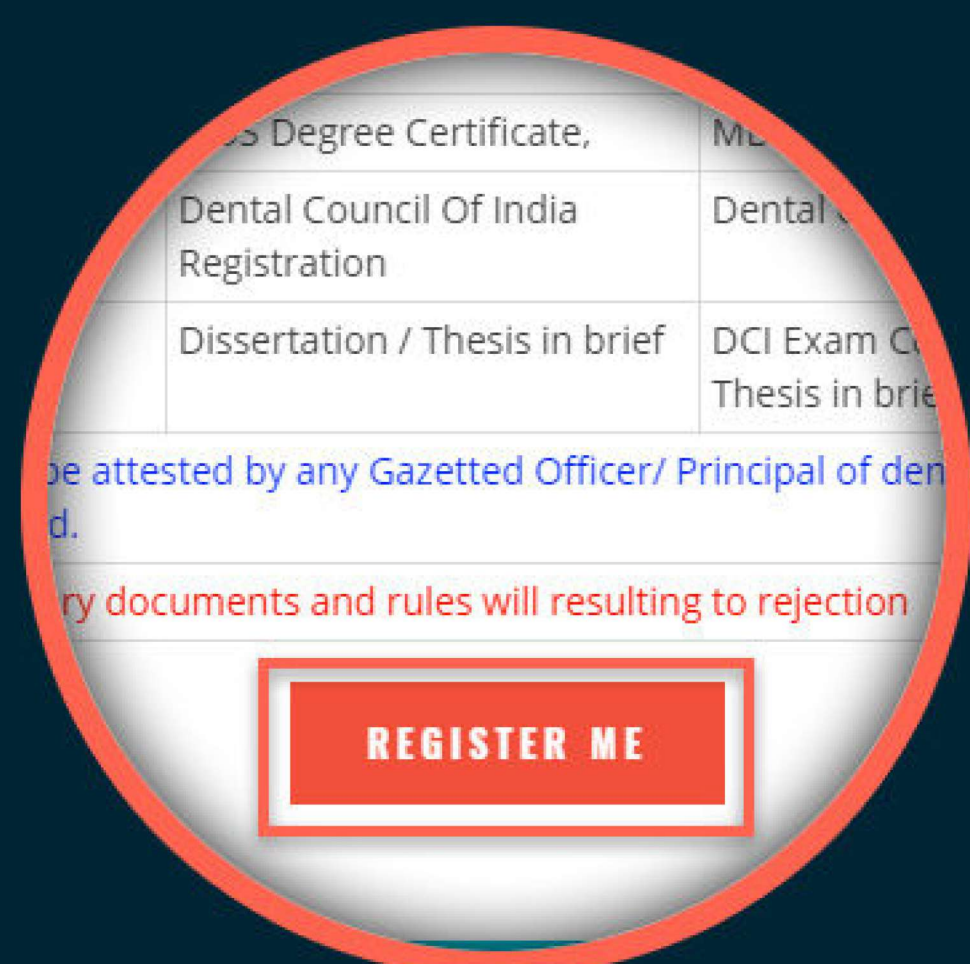 Degree Certificate,
Dental Council Of India
Registration
Dental
Dissertation / Thesis in brief
DCI Exam
Thesis in
be attested by any Gazetted Officer/ Principal of
documents and rules will resulting to rejection
REGISTER ME